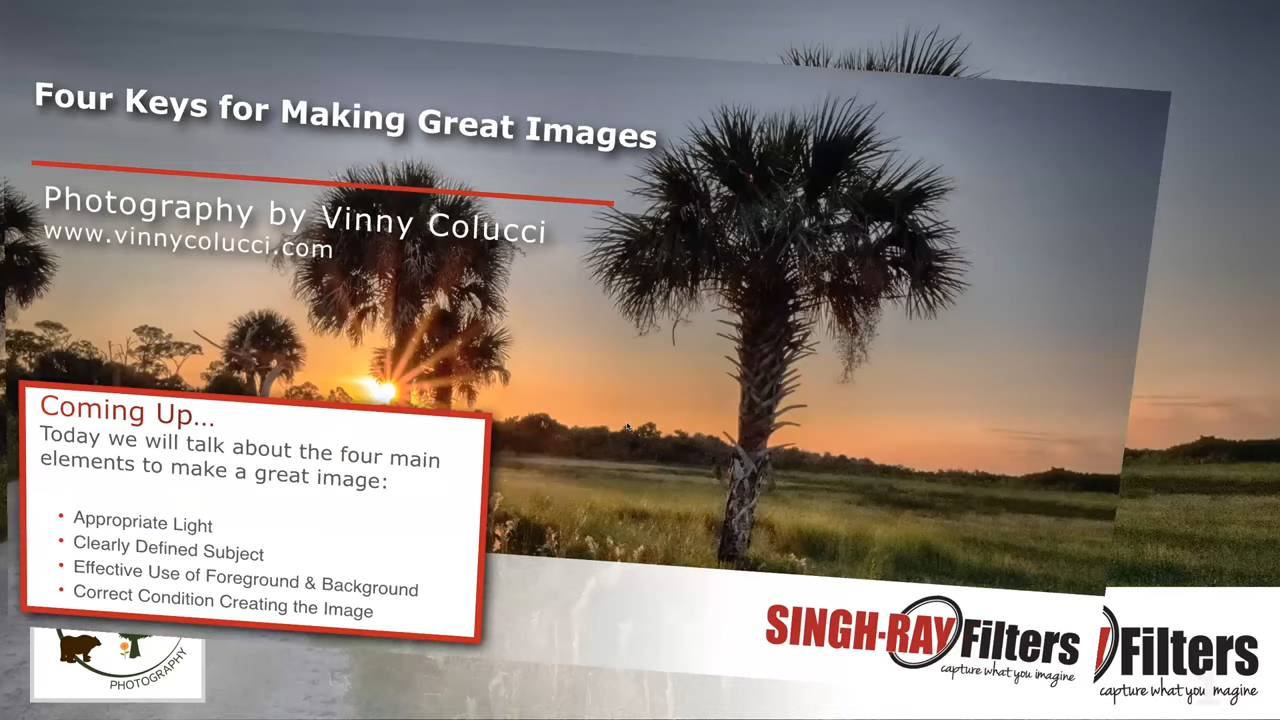 Four Keys for Making Great Images
Photography by Vinny Colucci
www.vinnycolucci.com
Coming Up...
Today we will talk about the four main
elements to make a great image:
• Appropriate Light
• Clearly Defined Subject
• Effective Use of Foreground & Background
• Correct Condition Creating the Image
PHOTOGRAPHY
SINGH-RAY Filters
capture what you imagine
Filters
capture what you magine